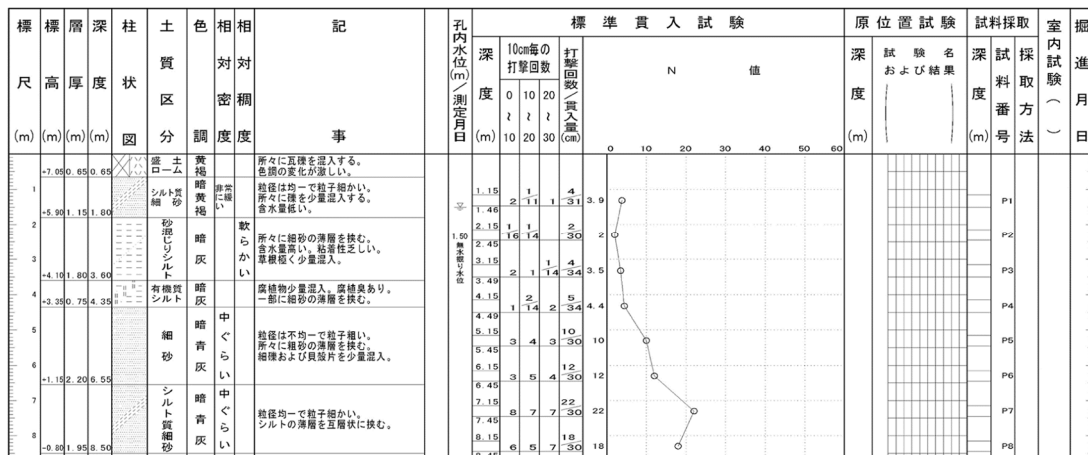 標尺(m) 標高(m) 層厚(m) 深度(m) 柱状図 土質区分 色調 相対密度 相対稠度 記事 孔内水位(m)/測定月日 標準貫入試験 原位置試験 試料採取 室内試験( ) 掘進月日
深度(m) 10cm毎の打撃回数 打撃回数/貫入量(cm) N値 深度(m) 試験名および結果 深度(m) 試料番号 採取方法
0～10 10～20 20～30
0 10 20 30 40 50 60
+7.05 0.65 0.65 盛土ローム 黄褐 所々に瓦礫を混入する。
色調の変化が激しい。
1 +5.90 1.15 1.80 シルト質細砂 暗黄褐 非常に緩い 粒径は均一で粒子細かい。
所々に礫を少量混入する。
含水量低い。
1.15 2 1/11 1 4/31 3.9 P1
1.46
2 3 +4.10 1.80 3.60 砂混じりシルト 暗灰 軟らかい 所々に細砂の薄層を挟む。
含水量高い。粘着性乏しい。
草根極く少量混入。
1.50 無水掘り水位
2.15 1/16 1/14 2/30 2 P2
2.45
3.15 2 1 1/14 4/34 3.5 P3
3.49
4 +3.35 0.75 4.35 有機質シルト 暗灰 腐植物少量混入。腐植臭あり。
一部に細砂の薄層を挟む。
4.15 1 2/14 2 5/34 4.4 P4
4.49
5 6 +1.15 2.20 6.55 細砂 暗青灰 中ぐらい 粒径は不均一で粒子粗い。
所々に粗砂の薄層を挟む。
細礫および貝殻片を少量混入。
5.15 3 4 3 10/30 10 P5
5.45
6.15 3 5 4 12/30 12 P6
6.45
7 8 -0.80 1.95 8.50 シルト質細砂 暗青灰 中ぐらい 粒径均一で粒子細かい。
シルトの薄層を互層状に挟む。
7.15 8 7 7 22/30 22 P7
7.45
8.15 6 5 7 18/30 18 P8